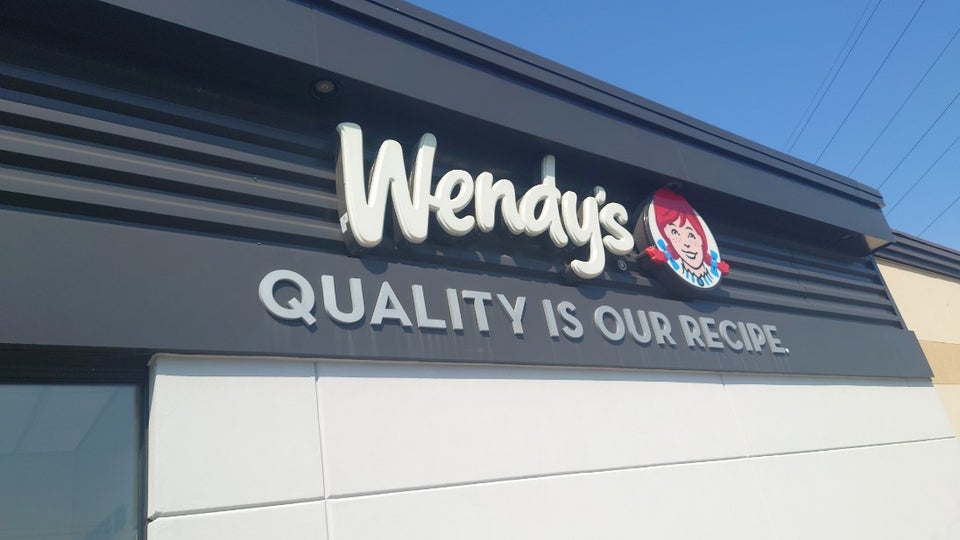 Wendy's®
QUALITY IS OUR RECIPE.